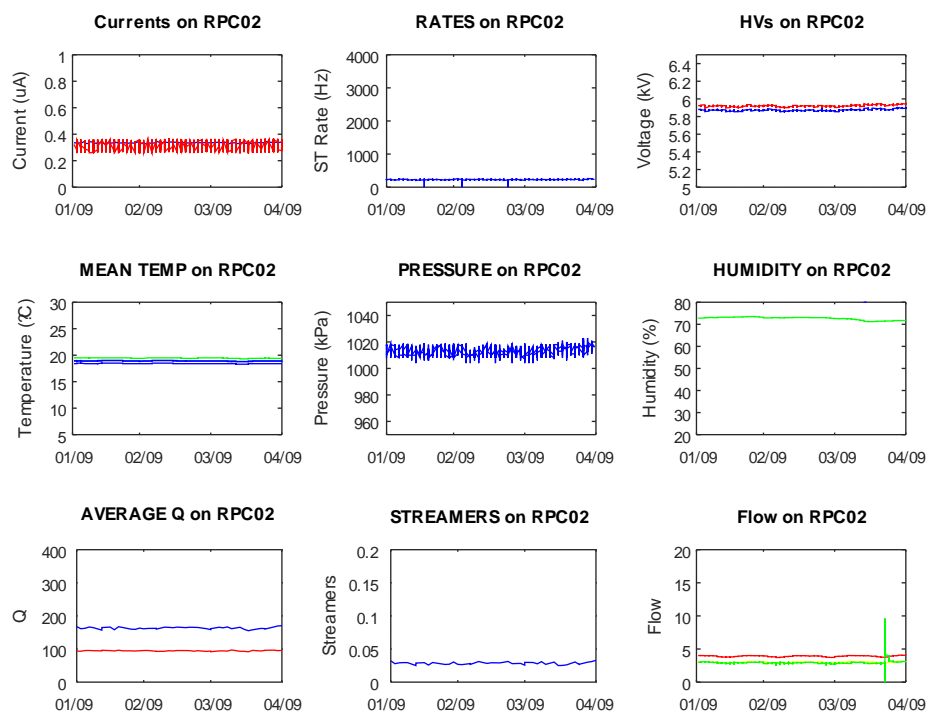 Currents on RPC02
RATES on RPC02
HVs on RPC02
Current (uA)
1
0.8
0.6
0.4
0.2
0
01/09 02/09 03/09 04/09
ST Rate (Hz)
4000
3000
2000
1000
0
01/09 02/09 03/09 04/09
Voltage (kV)
6.4
6.2
6
5.8
5.6
5.4
5.2
5
01/09 02/09 03/09 04/09
MEAN TEMP on RPC02
PRESSURE on RPC02
HUMIDITY on RPC02
Temperature (?C)
30
25
20
15
10
5
01/09 02/09 03/09 04/09
Pressure (kPa)
1040
1020
1000
980
960
01/09 02/09 03/09 04/09
Humidity (%)
80
70
60
50
40
30
20
01/09 02/09 03/09 04/09
AVERAGE Q on RPC02
STREAMERS on RPC02
Flow on RPC02
Q
400
300
200
100
0
01/09 02/09 03/09 04/09
Streamers
0.2
0.15
0.1
0.05
0
01/09 02/09 03/09 04/09
Flow
20
15
10
5
0
01/09 02/09 03/09 04/09